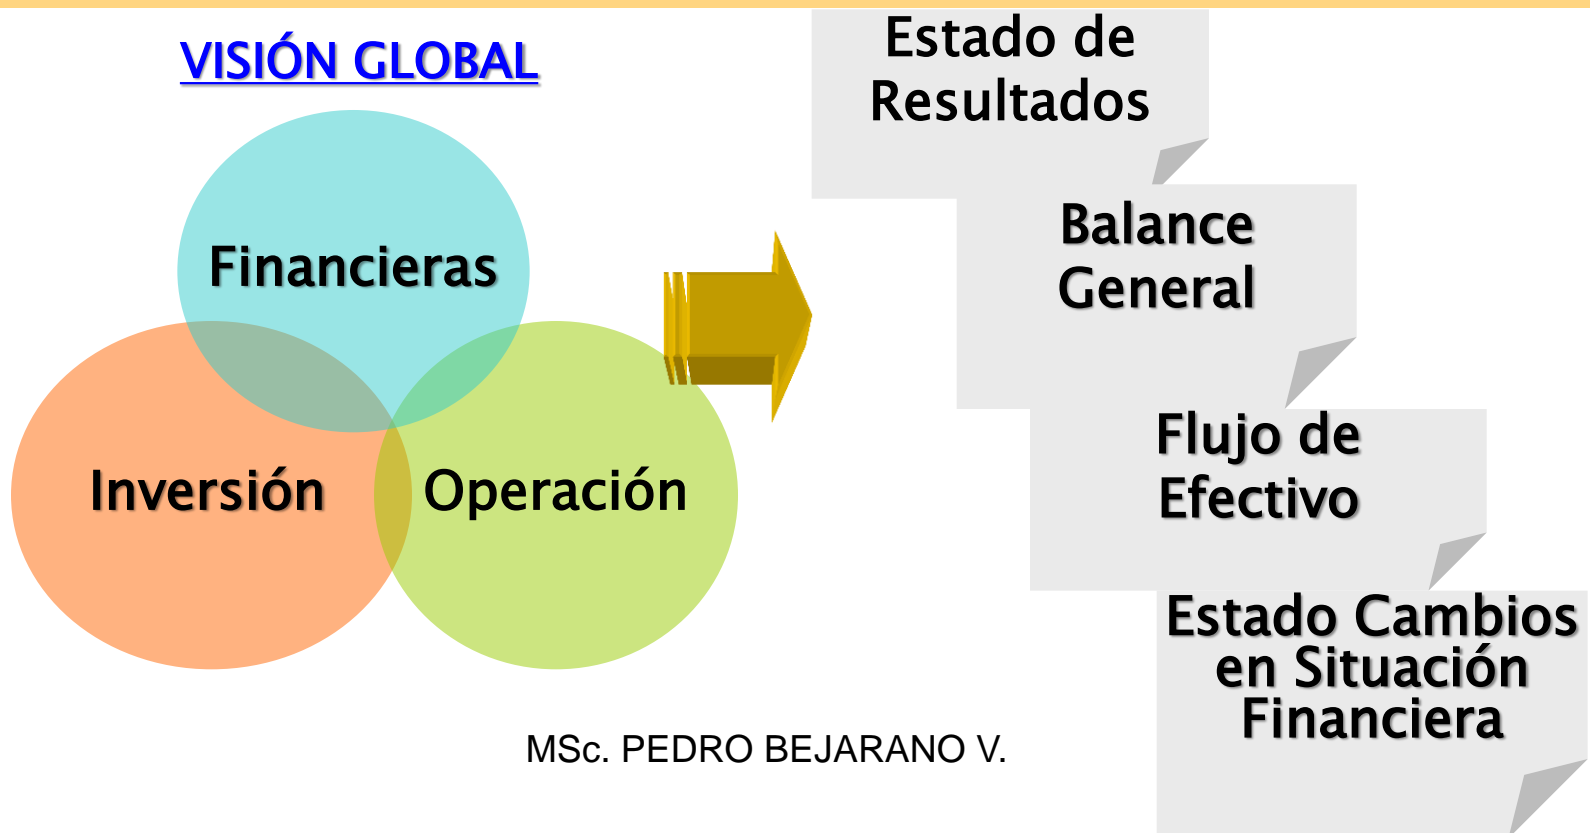 VISIÓN GLOBAL
Financieras
Inversión
Operación
Estado de
Resultados
Balance
General
Flujo de
Efectivo
Estado Cambios
en Situación
Financiera
MSc. PEDRO BEJARANO V.